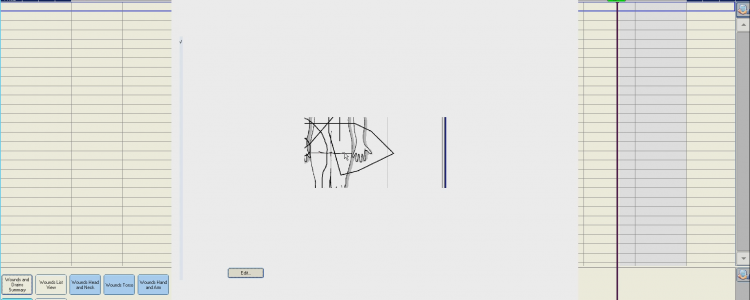 Edit...
Wounds and Drains Summary
Wounds List View
Wounds Head and Neck
Wounds Torso
Wounds Hand and Arm